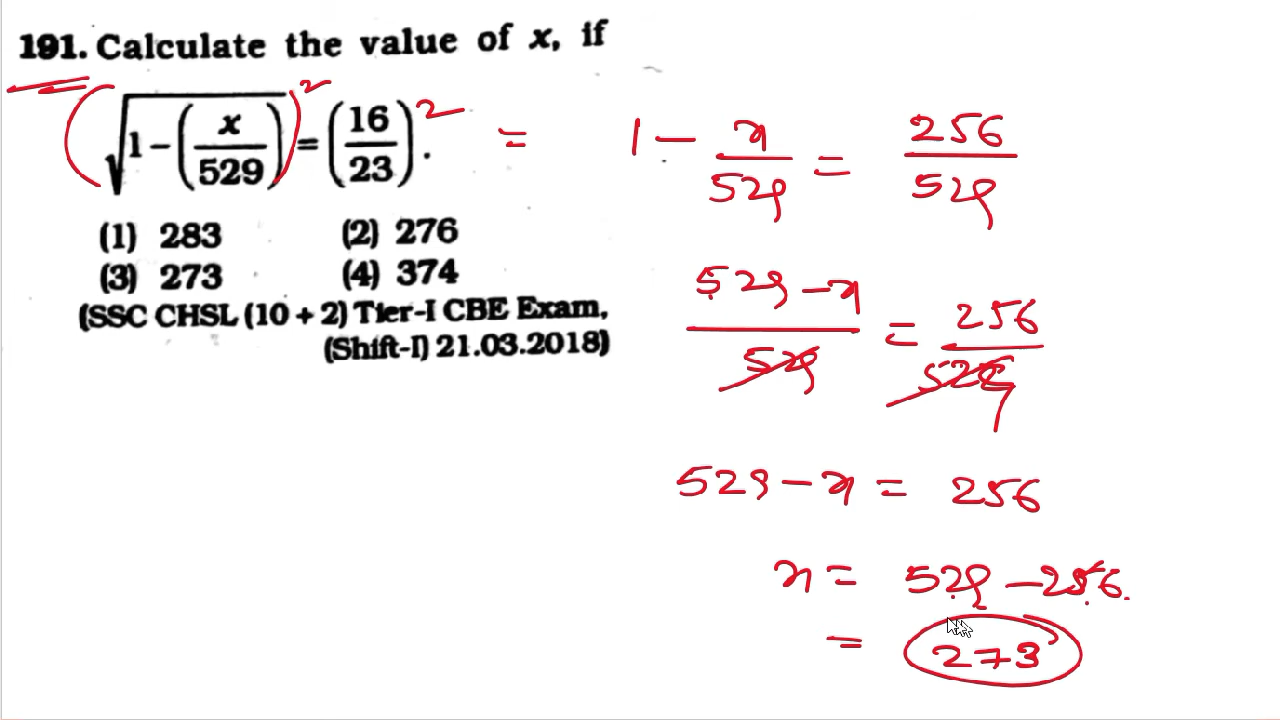 191. Calculate the value of x, if
(√1−(x/529))² = (16/23)².
(1) 283 (2) 276
(3) 273 (4) 374
(SSC CHSL (10 + 2) Tier-I CBE Exam,
(Shift-I) 21.03.2018)
= 1 − x/529 = 256/529
529 − x/529 = 256/529
529 − x = 256
x = 529 − 256
= 273